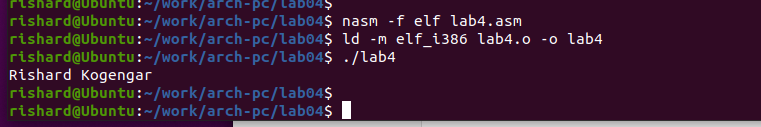 rishard@Ubuntu:~/work/arch-pc/lab04$
rishard@Ubuntu:~/work/arch-pc/lab04$ nasm -f elf lab4.asm
rishard@Ubuntu:~/work/arch-pc/lab04$ ld -m elf_i386 lab4.o -o lab4
rishard@Ubuntu:~/work/arch-pc/lab04$ ./lab4
Rishard Kogengar
rishard@Ubuntu:~/work/arch-pc/lab04$
rishard@Ubuntu:~/work/arch-pc/lab04$